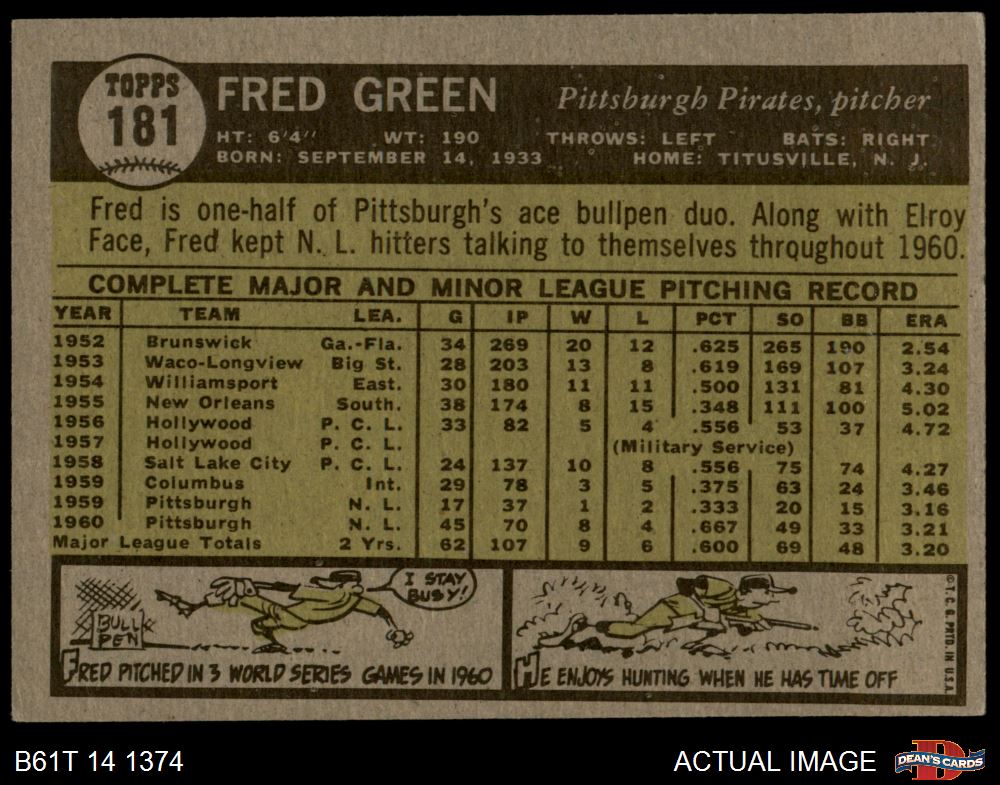 TOPPS
181
FRED GREEN
Pittsburgh Pirates, pitcher
HT: 6'4" WT: 190 THROWS: LEFT BATS: RIGHT
BORN: SEPTEMBER 14, 1933 HOME: TITUSVILLE, N. J.
Fred is one-half of Pittsburgh's ace bullpen duo. Along with Elroy
Face, Fred kept N. L. hitters talking to themselves throughout 1960.
COMPLETE MAJOR AND MINOR LEAGUE PITCHING RECORD
YEAR TEAM LEA. G IP W L PCT SO BB ERA
1952 Brunswick Ga.-Fla. 34 269 20 12 .625 265 190 2.54
1953 Waco-Longview Big St. 28 203 13 8 .619 169 107 3.24
1954 Williamsport East. 30 180 11 11 .500 131 81 4.30
1955 New Orleans South. 38 174 8 15 .348 111 100 5.02
1956 Hollywood P. C. L. 33 82 5 4 .556 53 37 4.72
1957 Hollywood P. C. L. (Military Service)
1958 Salt Lake City P. C. L. 24 137 10 8 .556 75 74 4.27
1959 Columbus Int. 29 78 3 5 .375 63 24 3.46
1959 Pittsburgh N. L. 17 37 1 2 .333 20 15 3.16
1960 Pittsburgh N. L. 45 70 8 4 .667 49 33 3.21
Major League Totals 2 Yrs. 62 107 9 6 .600 69 48 3.20
I STAY
BUSY!
BULL
PEN
FRED PITCHED IN 3 WORLD SERIES GAMES IN 1960
HE ENJOYS HUNTING WHEN HE HAS TIME OFF
©T. C. G. PRTD. IN U.S.A.
B61T 14 1374
ACTUAL IMAGE
DEAN'S CARDS